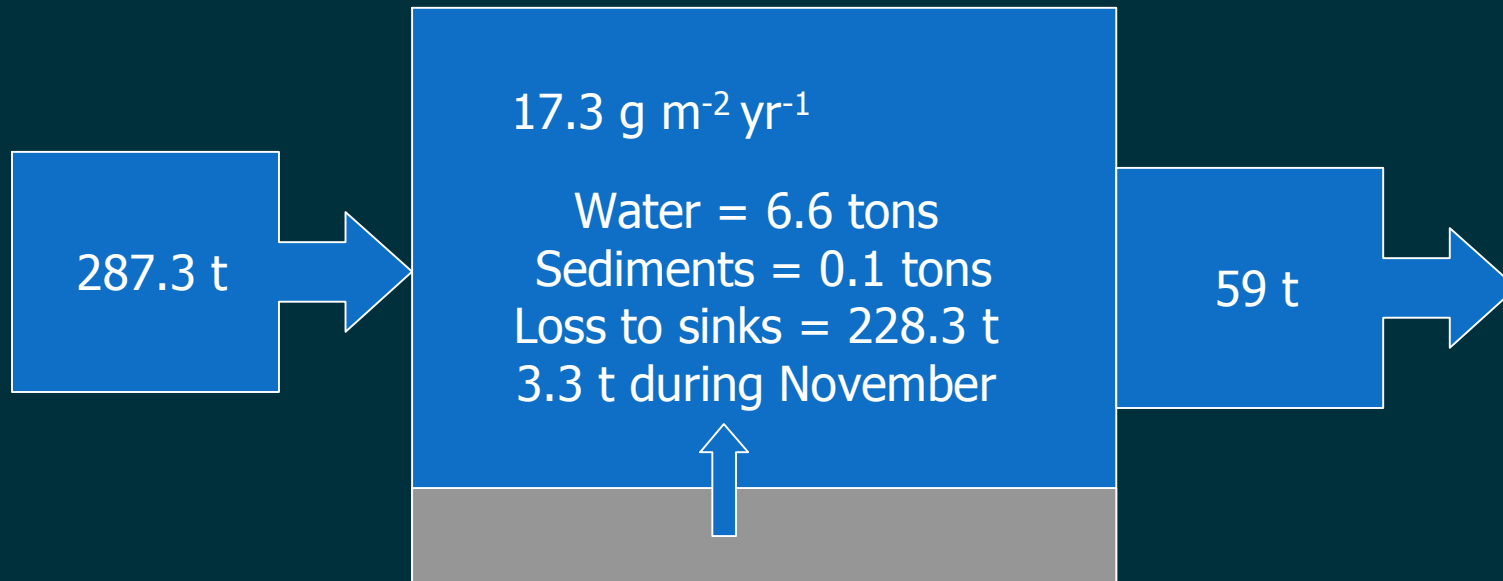 287.3 t
17.3 g m⁻² yr⁻¹
Water = 6.6 tons
Sediments = 0.1 tons
Loss to sinks = 228.3 t
3.3 t during November
59 t